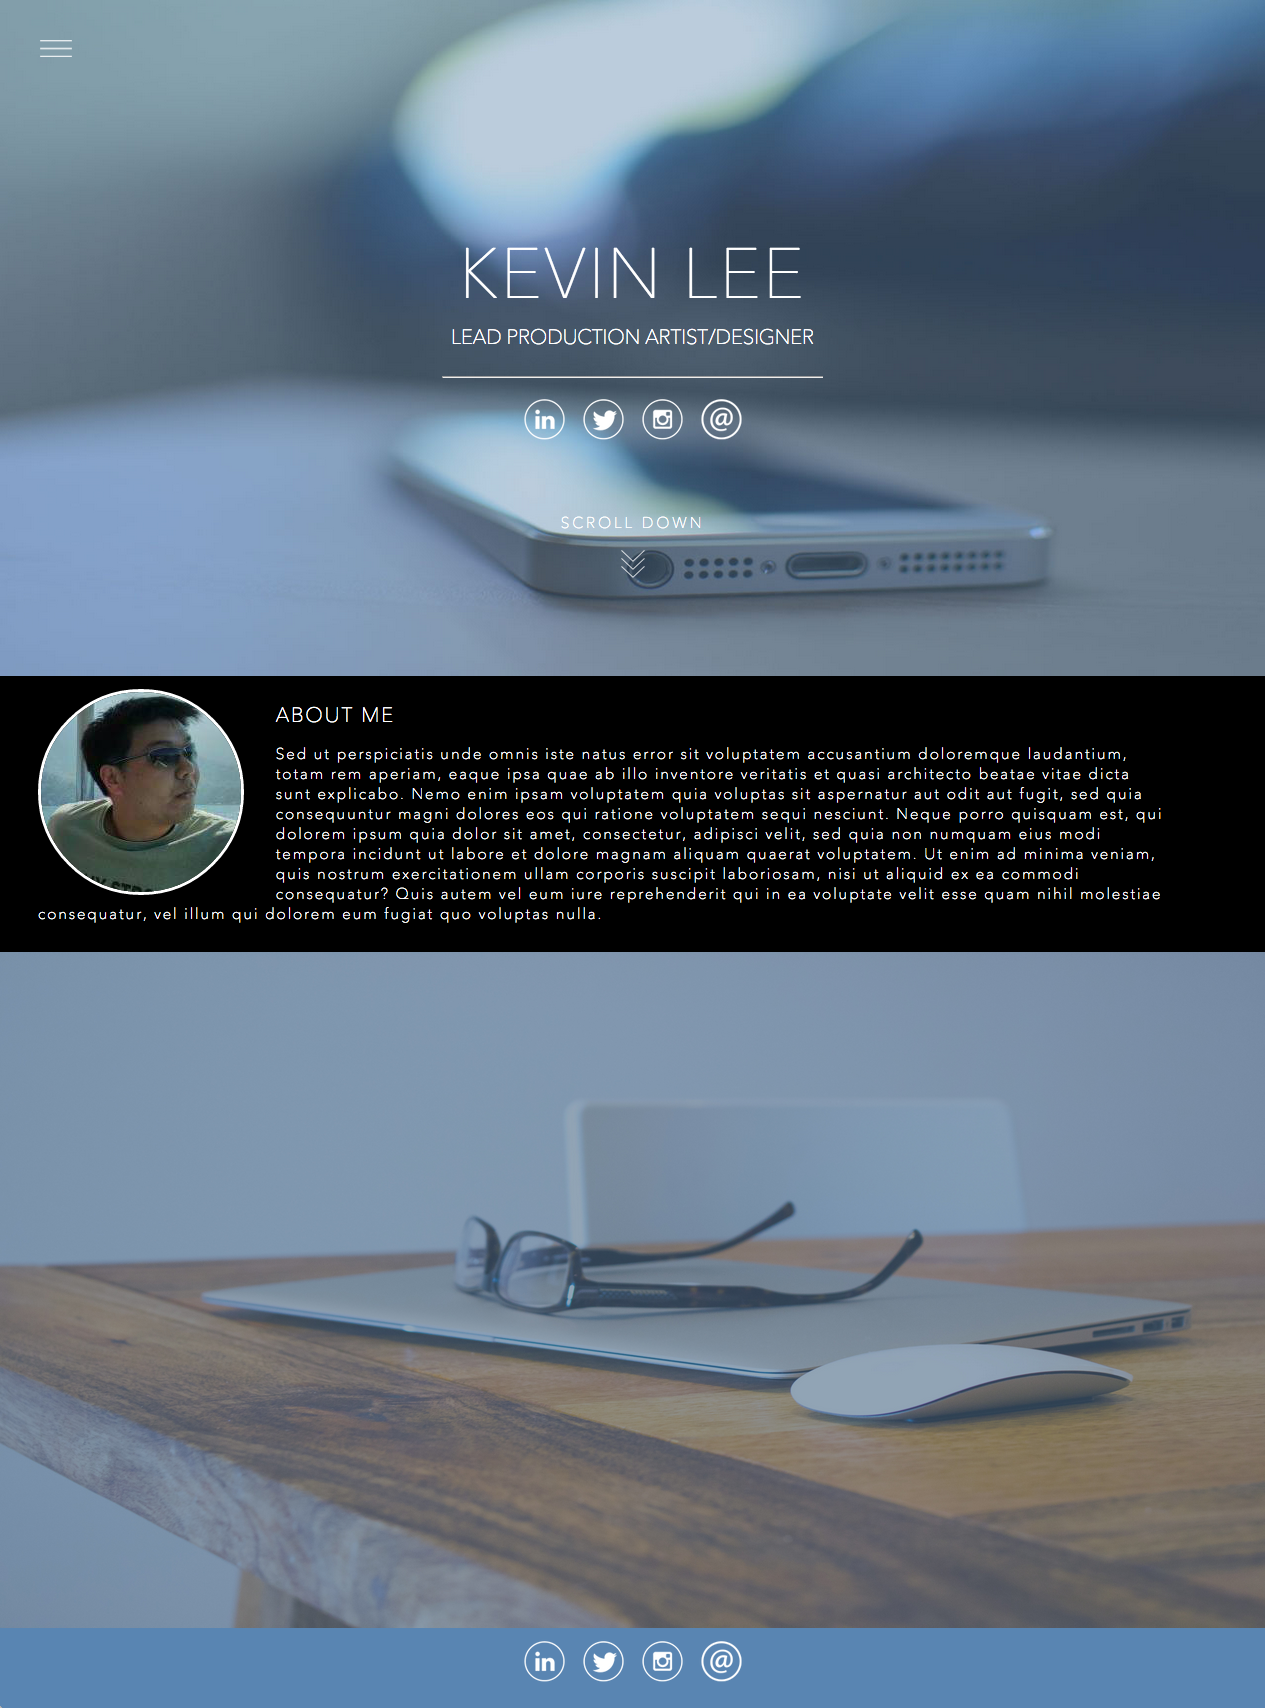 KEVIN LEE
LEAD PRODUCTION ARTIST/DESIGNER
in
@
SCROLL DOWN
ABOUT ME
Sed ut perspiciatis unde omnis iste natus error sit voluptatem accusantium doloremque laudantium,
totam rem aperiam, eaque ipsa quae ab illo inventore veritatis et quasi architecto beatae vitae dicta
sunt explicabo. Nemo enim ipsam voluptatem quia voluptas sit aspernatur aut odit aut fugit, sed quia
consequuntur magni dolores eos qui ratione voluptatem sequi nesciunt. Neque porro quisquam est, qui
dolorem ipsum quia dolor sit amet, consectetur, adipisci velit, sed quia non numquam eius modi
tempora incidunt ut labore et dolore magnam aliquam quaerat voluptatem. Ut enim ad minima veniam,
quis nostrum exercitationem ullam corporis suscipit laboriosam, nisi ut aliquid ex ea commodi
consequatur? Quis autem vel eum iure reprehenderit qui in ea voluptate velit esse quam nihil molestiae
consequatur, vel illum qui dolorem eum fugiat quo voluptas nulla.
in
@